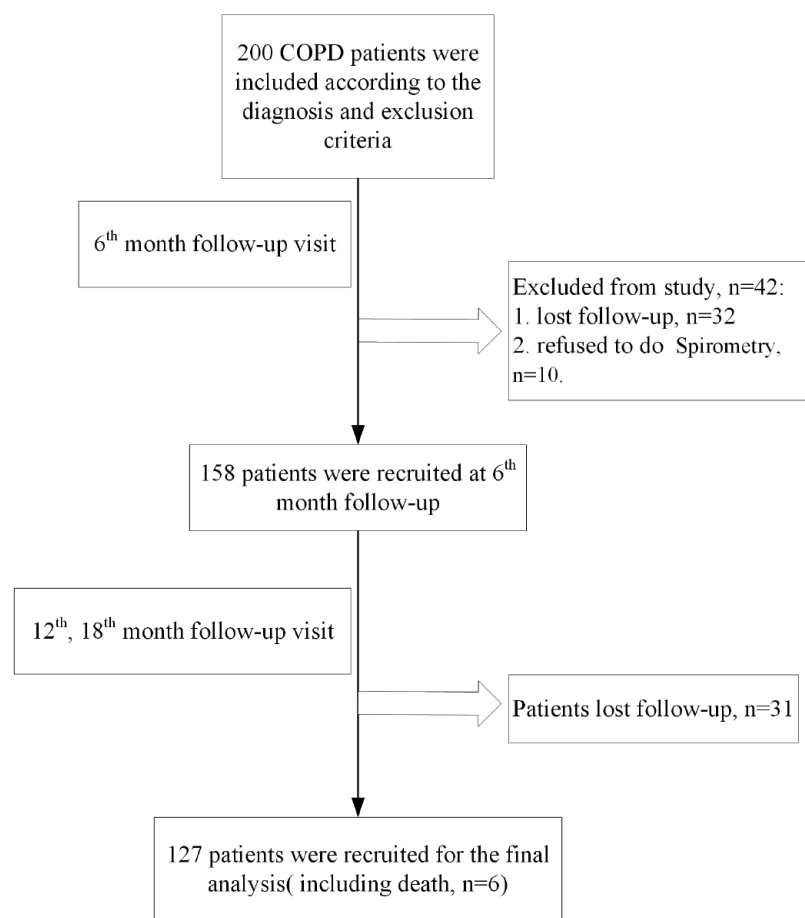 200 COPD patients were
included according to the
diagnosis and exclusion
criteria
6th month follow-up visit
Excluded from study, n=42:
1. lost follow-up, n=32
2. refused to do Spirometry,
n=10.
158 patients were recruited at 6th
month follow-up
12th, 18th month follow-up visit
Patients lost follow-up, n=31
127 patients were recruited for the final
analysis( including death, n=6)